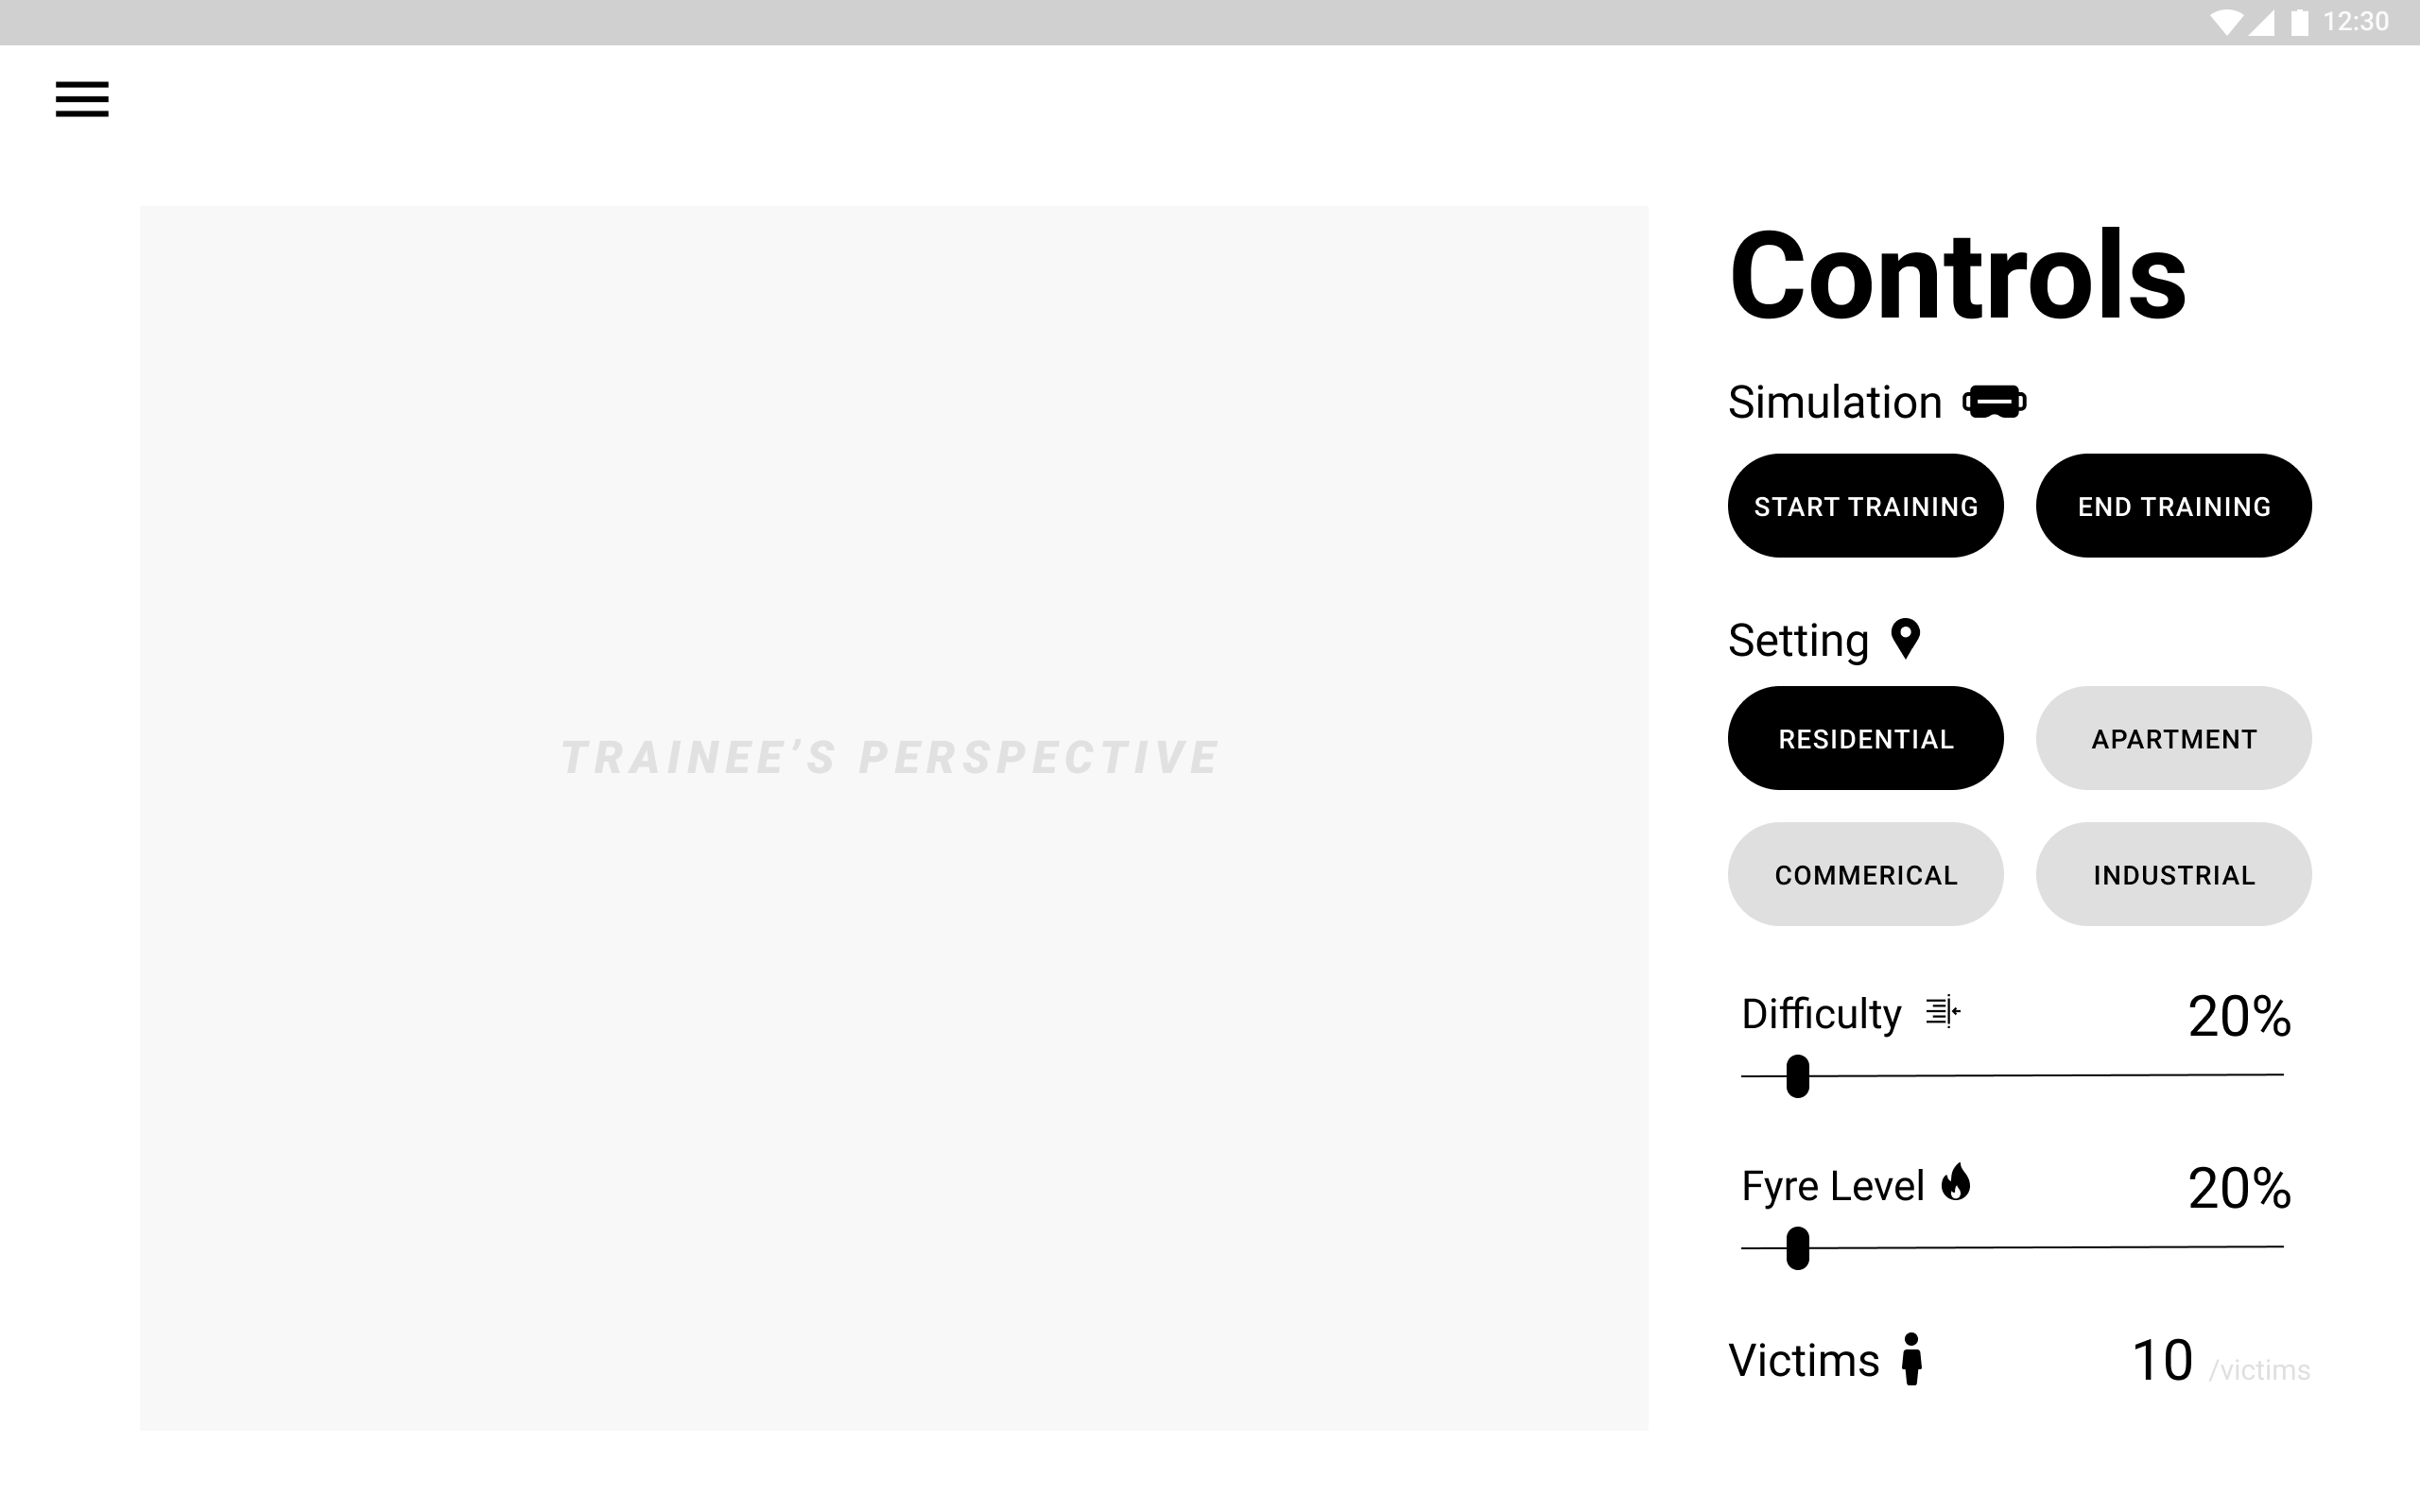 12:30
Controls
Simulation
START TRAINING
END TRAINING
Setting
RESIDENTIAL
APARTMENT
COMMERICAL
INDUSTRIAL
TRAINEE’S PERSPECTIVE
Difficulty
20%
Fyre Level
20%
Victims
10 /victims